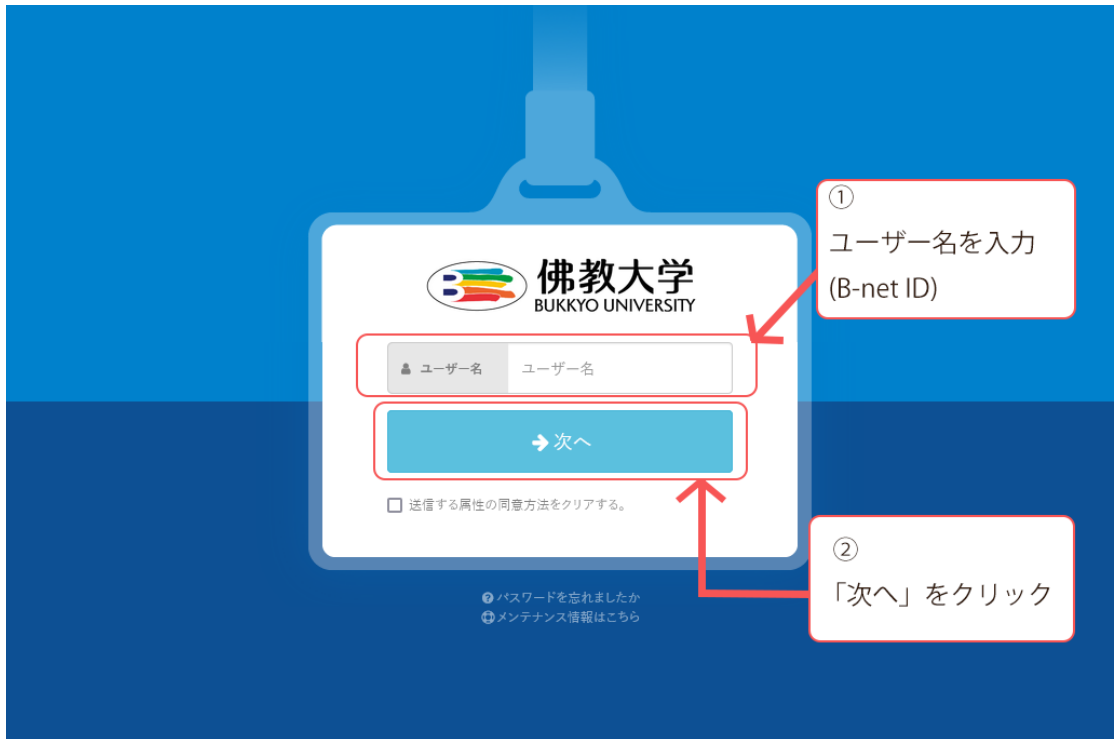 佛教大学
BUKKYO UNIVERSITY
ユーザー名 ユーザー名
次へ
送信する属性の同意方法をクリアする。
パスワードを忘れましたか
メンテナンス情報はこちら
①
ユーザー名を入力
(B-net ID)
②
「次へ」をクリック